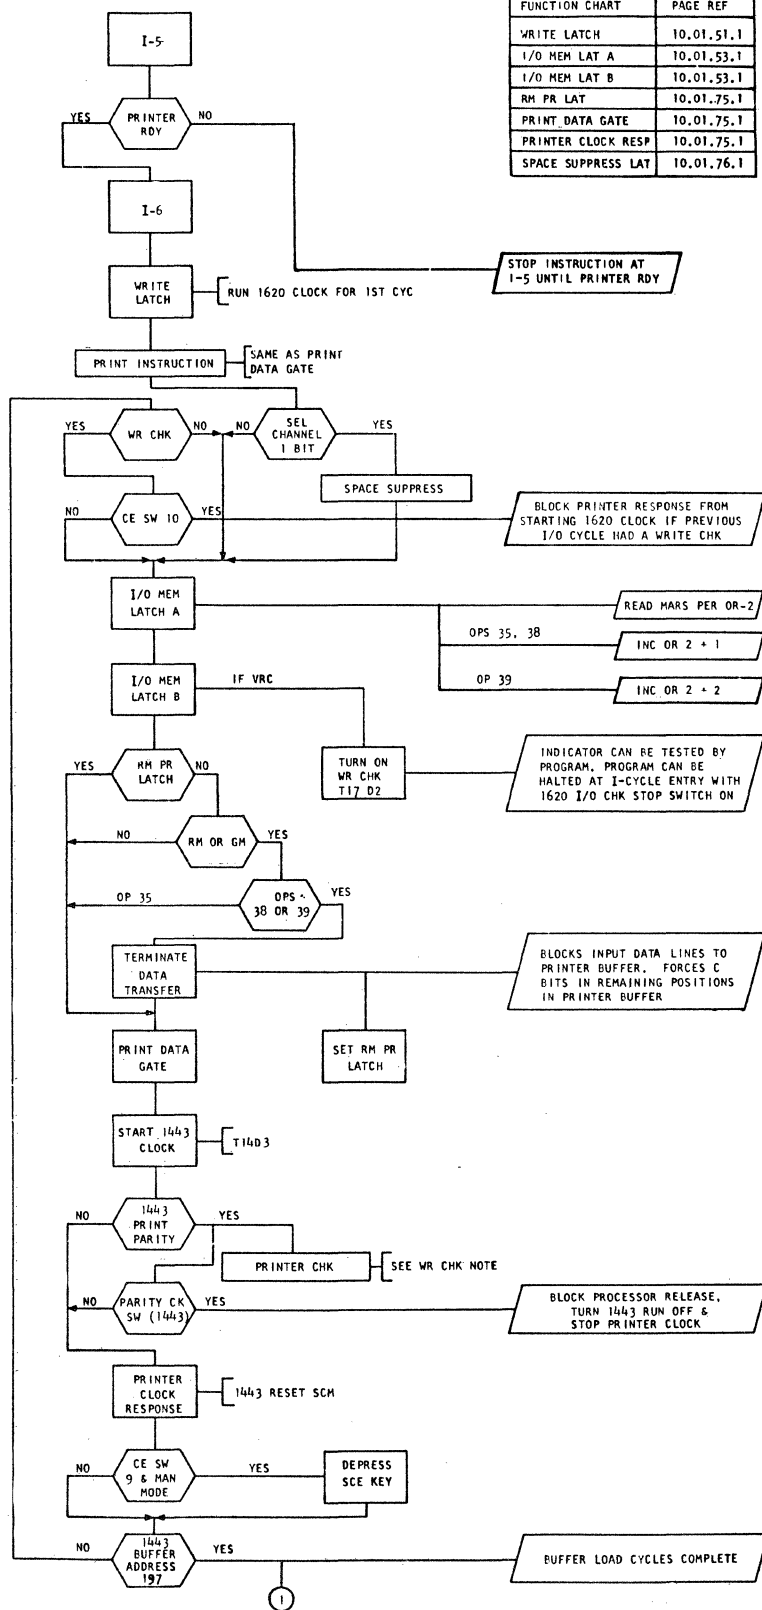 FUNCTION CHART PAGE REF
WRITE LATCH 10.01.51.1
I/O MEM LAT A 10.01.53.1
I/O MEM LAT B 10.01.53.1
RM PR LAT 10.01.75.1
PRINT DATA GATE 10.01.75.1
PRINTER CLOCK RESP 10.01.75.1
SPACE SUPPRESS LAT 10.01.76.1
I-5
YES
PRINTER
RDY
NO
I-6
STOP INSTRUCTION AT
I-5 UNTIL PRINTER RDY
WRITE
LATCH
RUN 1620 CLOCK FOR 1ST CYC
PRINT INSTRUCTION
SAME AS PRINT
DATA GATE
YES
WR CHK
NO
NO
SEL
CHANNEL
1 BIT
YES
SPACE SUPPRESS
NO
CE SW 10
YES
BLOCK PRINTER RESPONSE FROM
STARTING 1620 CLOCK IF PREVIOUS
I/O CYCLE HAD A WRITE CHK
I/O MEM
LATCH A
READ MARS PER OR-2
OPS 35, 38
INC OR 2 + 1
OP 39
INC OR 2 + 2
I/O MEM
LATCH B
IF VRC
YES
RM PR
LATCH
NO
TURN ON
WR CHK
T17 D2
INDICATOR CAN BE TESTED BY
PROGRAM. PROGRAM CAN BE
HALTED AT I-CYCLE ENTRY WITH
1620 I/O CHK STOP SWITCH ON
NO
RM OR GM
YES
OP 35
OPS
38 OR 39
YES
TERMINATE
DATA
TRANSFER
BLOCKS INPUT DATA LINES TO
PRINTER BUFFER. FORCES C
BITS IN REMAINING POSITIONS
IN PRINTER BUFFER
PRINT DATA
GATE
SET RM PR
LATCH
START 1443
CLOCK
T14D3
NO
1443
PRINT
PARITY
YES
PRINTER CHK
SEE WR CHK NOTE
NO
PARITY CK
SW (1443)
YES
BLOCK PROCESSOR RELEASE,
TURN 1443 RUN OFF &
STOP PRINTER CLOCK
PRINTER
CLOCK
RESPONSE
1443 RESET SCM
NO
CE SW
9 & MAN
MODE
YES
DEPRESS
SCE KEY
NO
1443
BUFFER
ADDRESS
197
YES
BUFFER LOAD CYCLES COMPLETE
1